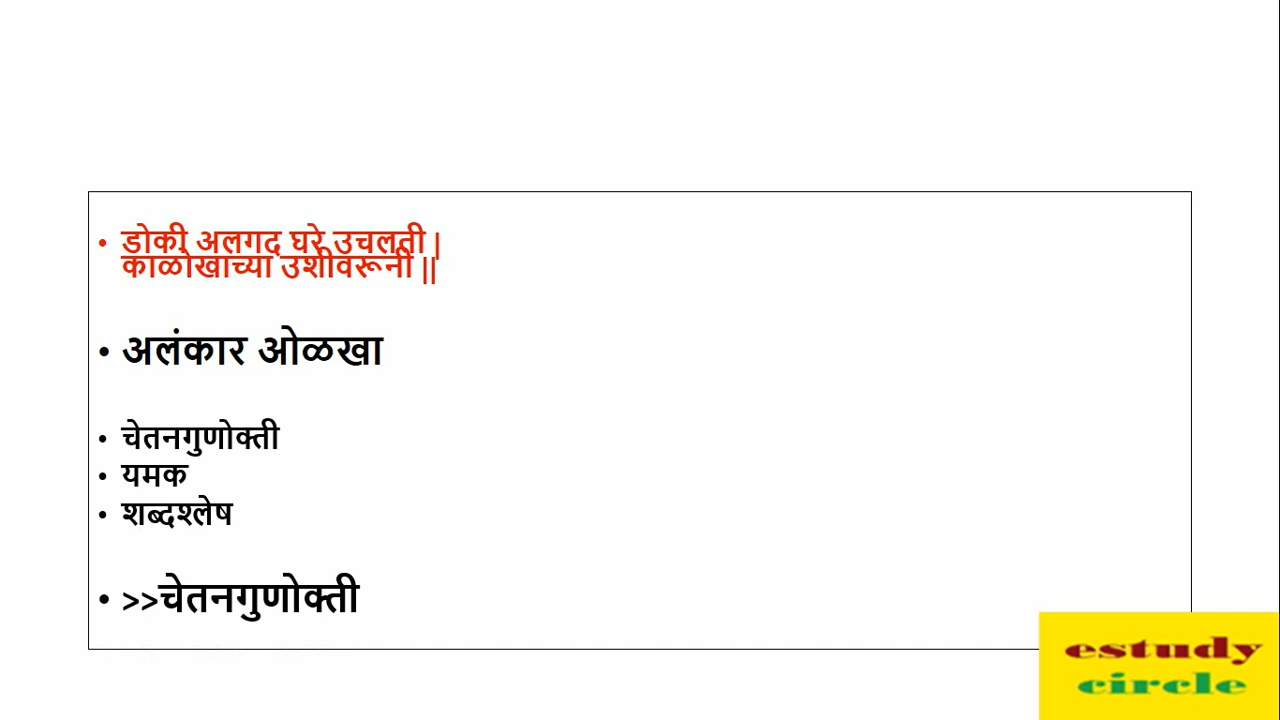 • डोकी अलगद घरे उचलती |
काळोखाच्या उशीवरूनी ||
• अलंकार ओळखा
• चेतनगुणोक्ती
• यमक
• शब्दश्लेष
• >>चेतनगुणोक्ती
estudy
circle